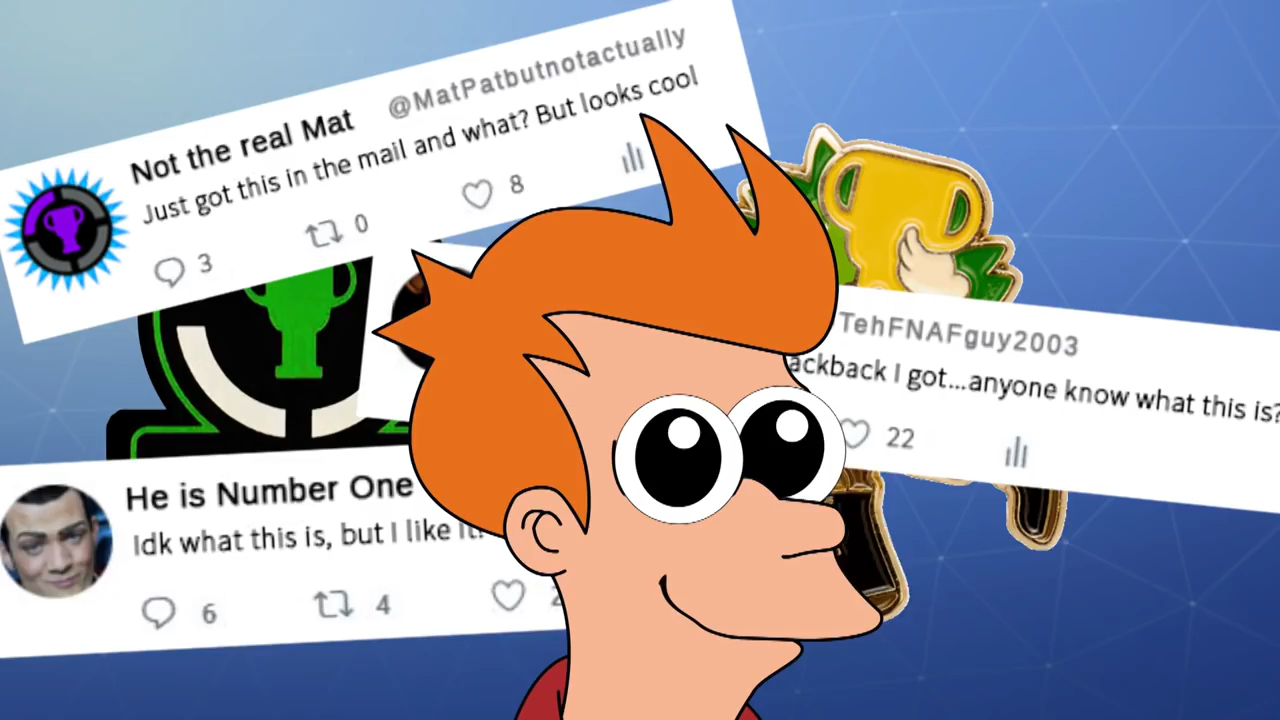 Not the real Mat @MatPatbutnotactually
Just got this in the mail and what? But looks cool
3 0 8
TehFNAFguy2003
ackback I got...anyone know what this is?
22
He is Number One
Idk what this is, but I like it.
6 4